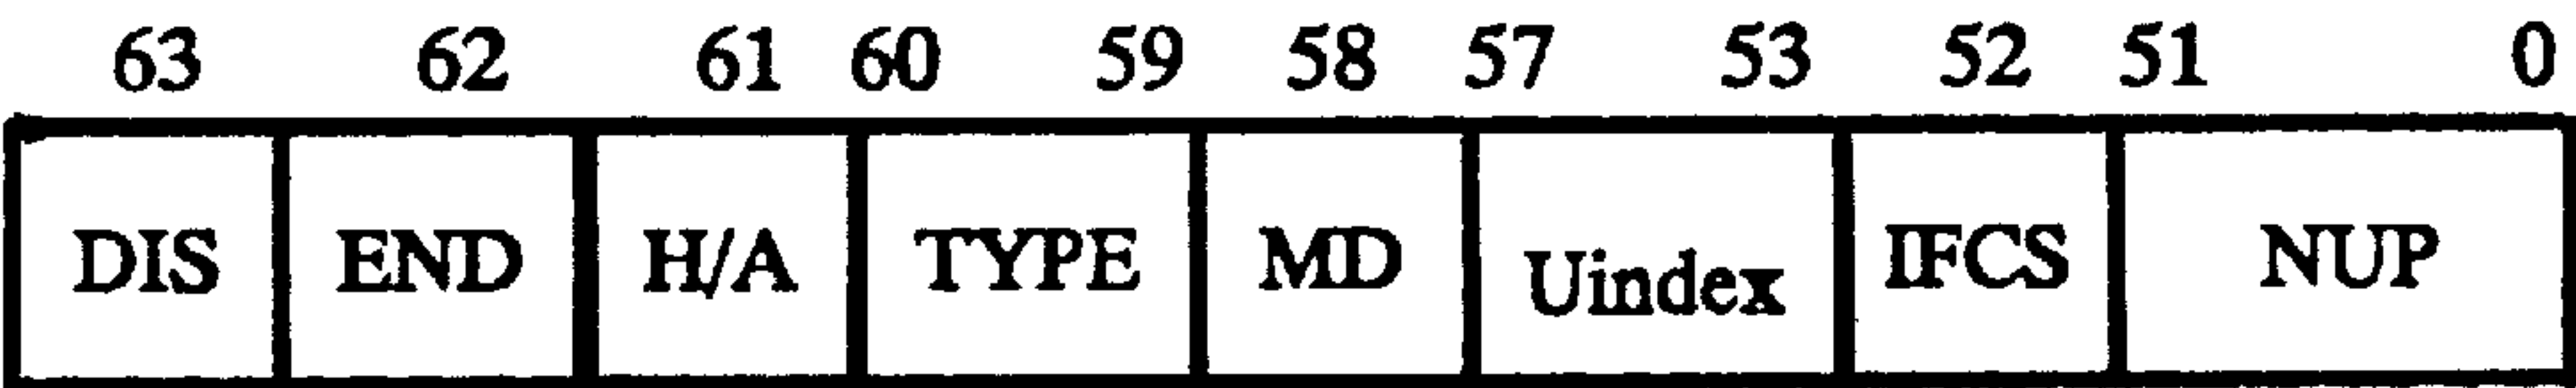 63 62 61 60 59 58 57 53 52 51 0
DIS END H/A TYPE MD Uindex IFCS NUP